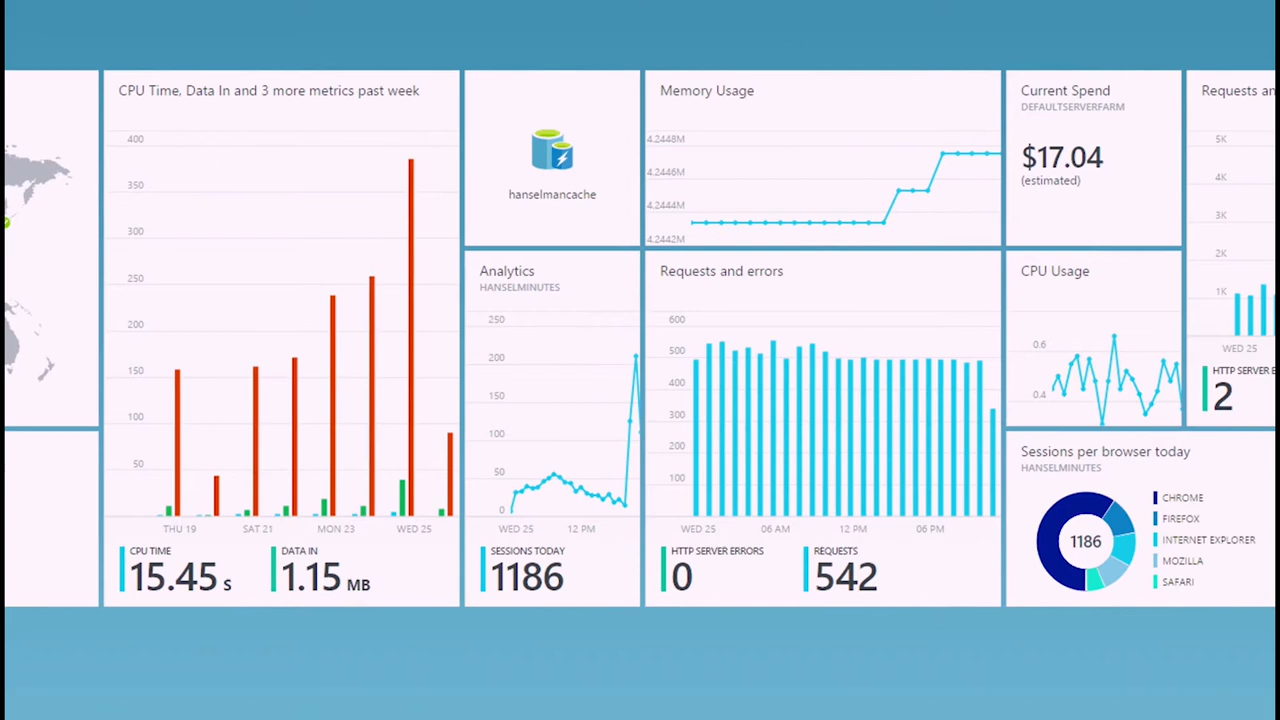 CPU Time, Data In and 3 more metrics past week
400
350
300
250
200
150
100
50
THU 19
SAT 21
MON 23
WED 25
CPU TIME
15.45 S
DATA IN
1.15 MB
hanselmancache
Analytics
HANSELMINUTES
250
200
150
100
50
0
WED 25
12 PM
SESSIONS TODAY
1186
Memory Usage
4.2448M
4.2446M
4.2444M
4.2442M
Requests and errors
600
500
400
300
200
100
WED 25
06 AM
12 PM
06 PM
HTTP SERVER ERRORS
0
REQUESTS
542
Current Spend
DEFAULTSERVERFARM
$17.04
(estimated)
CPU Usage
0.6
0.4
Requests an
5K
4K
3K
2K
1K
WED 25
HTTP SERVER E
2
Sessions per browser today
HANSELMINUTES
1186
CHROME
FIREFOX
INTERNET EXPLORER
MOZILLA
SAFARI